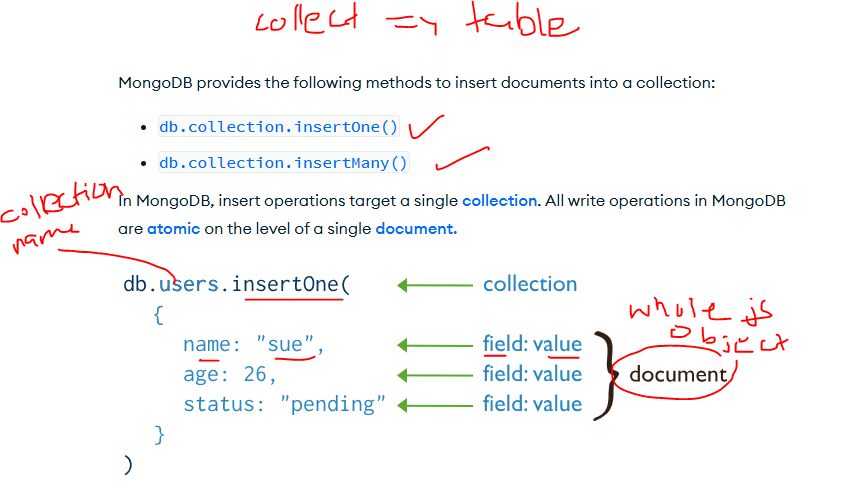 collect => table
MongoDB provides the following methods to insert documents into a collection:
• db.collection.insertOne()
• db.collection.insertMany()
collection
name
In MongoDB, insert operations target a single collection. All write operations in MongoDB
are atomic on the level of a single document.
db.users.insertOne( collection
{
whole js
object
name: "sue", field: value
age: 26, field: value document
status: "pending" field: value
}
)